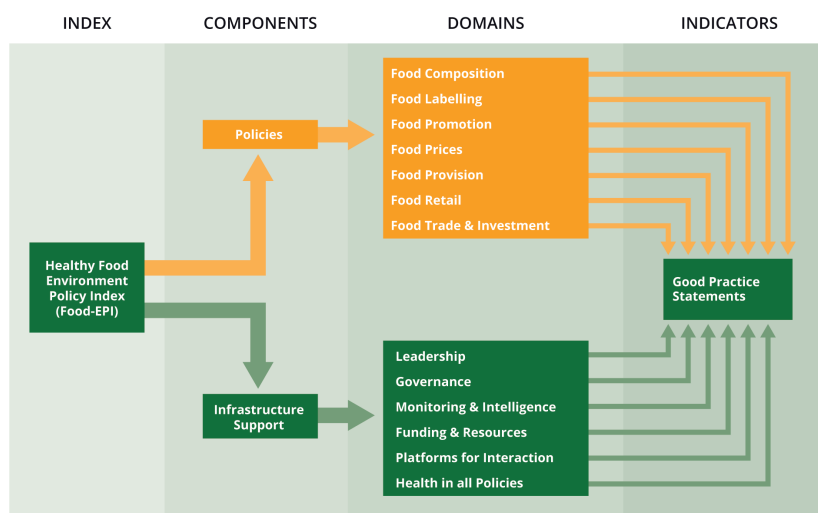 INDEX
COMPONENTS
DOMAINS
INDICATORS
Food Composition
Food Labelling
Food Promotion
Food Prices
Food Provision
Food Retail
Food Trade & Investment
Policies
Healthy Food
Environment
Policy Index
(Food-EPI)
Good Practice
Statements
Infrastructure
Support
Leadership
Governance
Monitoring & Intelligence
Funding & Resources
Platforms for Interaction
Health in all Policies